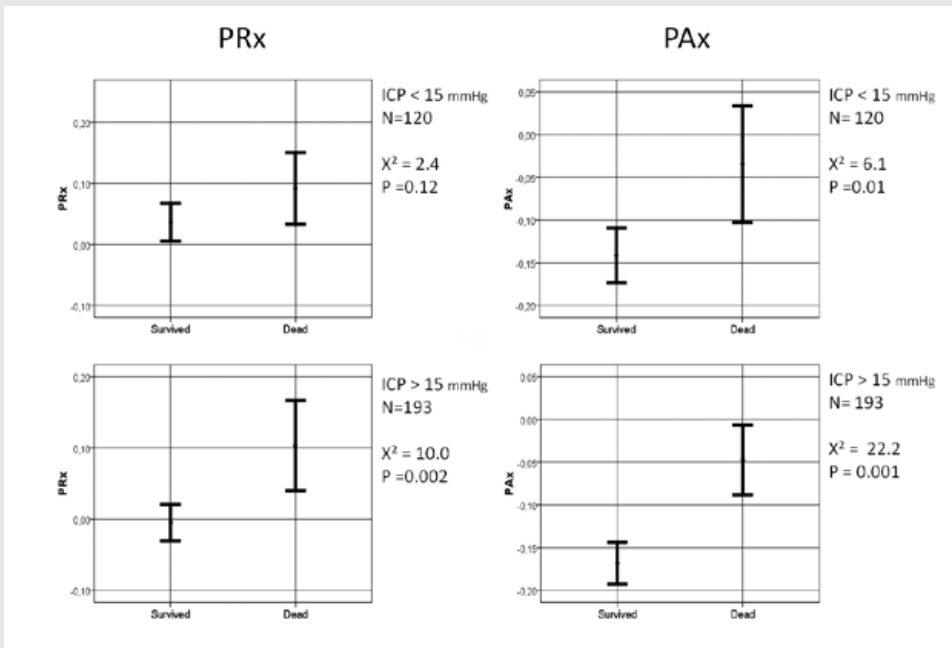 PRx
PAx
PRx
0,20
0,10
0,00
-0,10
Survived
Dead
ICP < 15 mmHg
N=120
X² = 2.4
P =0.12
PAx
0,05
0,00
-0,05
-0,10
-0,15
-0,20
Survived
Dead
ICP < 15 mmHg
N= 120
X² = 6.1
P =0.01
PRx
0,20
0,10
0,00
-0,10
Survived
Dead
ICP > 15 mmHg
N=193
X² = 10.0
P =0.002
PAx
0,05
0,00
-0,05
-0,10
-0,15
-0,20
Survived
Dead
ICP > 15 mmHg
N= 193
X² = 22.2
P = 0.001